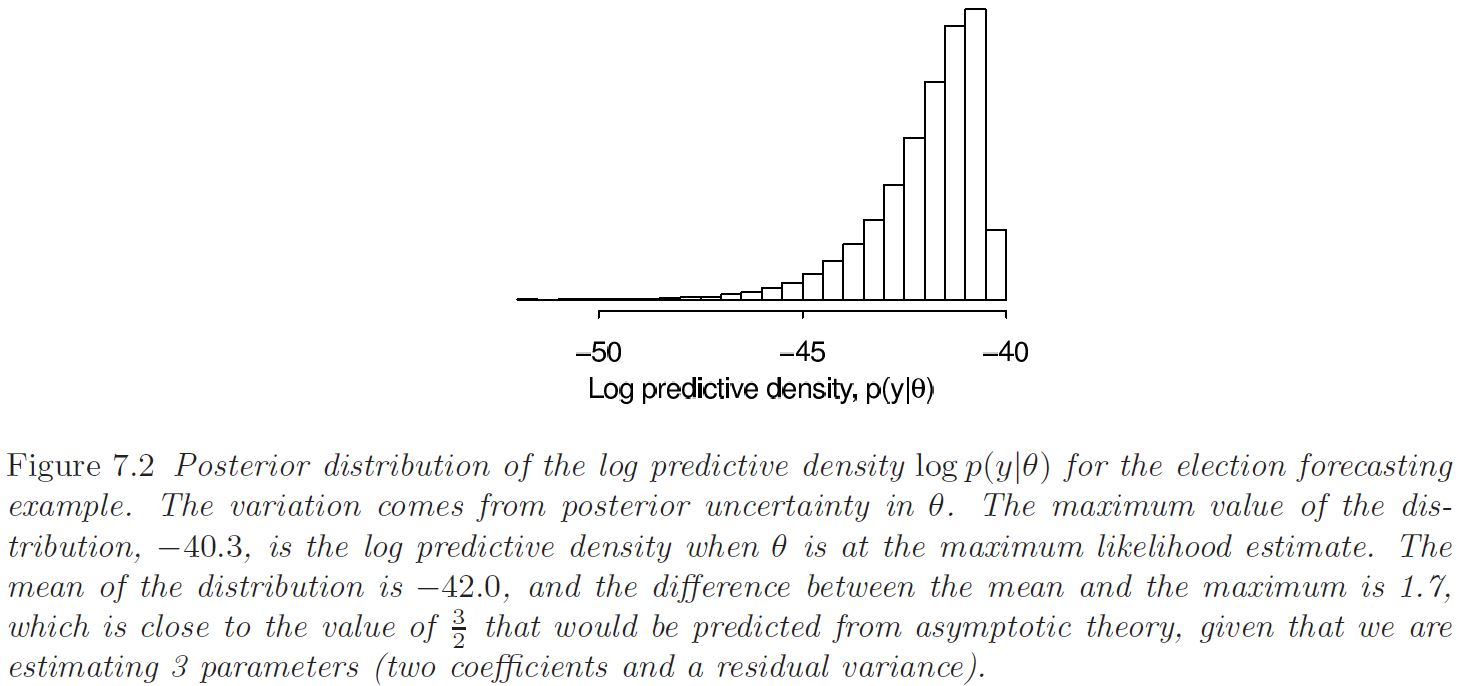 −50 −45 −40
Log predictive density, p(y|θ)
Figure 7.2 Posterior distribution of the log predictive density log p(y|θ) for the election forecasting
example. The variation comes from posterior uncertainty in θ. The maximum value of the dis-
tribution, −40.3, is the log predictive density when θ is at the maximum likelihood estimate. The
mean of the distribution is −42.0, and the difference between the mean and the maximum is 1.7,
which is close to the value of 3/2 that would be predicted from asymptotic theory, given that we are
estimating 3 parameters (two coefficients and a residual variance).